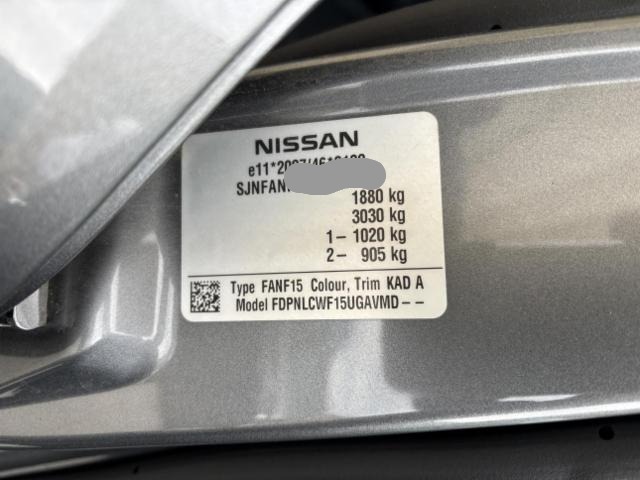 NISSAN
SJNFAN
1880 kg
3030 kg
1– 1020 kg
2– 905 kg
Type FANF15 Colour, Trim KAD A
Model FDPNLCWF15UGAVMD – –